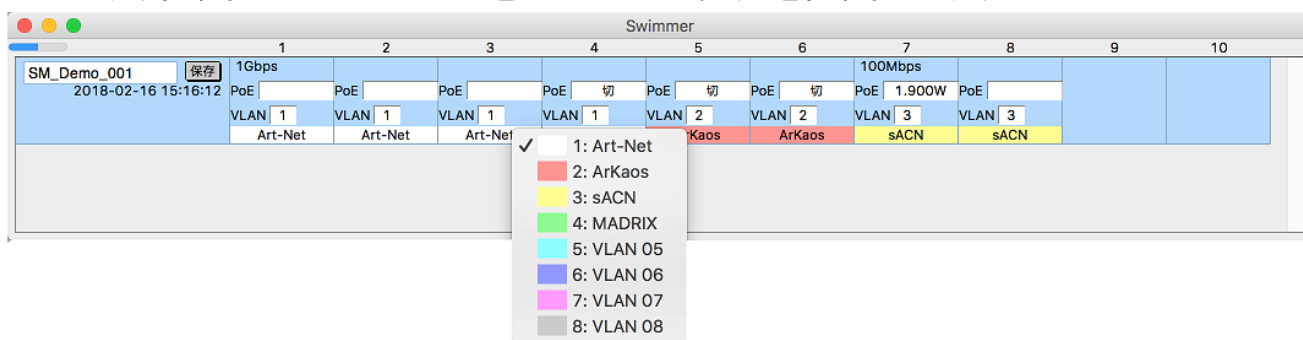 Swimmer
1 2 3 4 5 6 7 8 9 10
SM_Demo_001 保存 1Gbps 100Mbps
2018-02-16 15:16:12 PoE PoE PoE PoE 切 PoE 切 PoE 切 PoE 1.900W PoE
VLAN 1 VLAN 1 VLAN 1 VLAN 1 VLAN 2 VLAN 2 VLAN 3 VLAN 3
Art-Net Art-Net Art-Net ArKaos sACN sACN
✓ 1: Art-Net
2: ArKaos
3: sACN
4: MADRIX
5: VLAN 05
6: VLAN 06
7: VLAN 07
8: VLAN 08